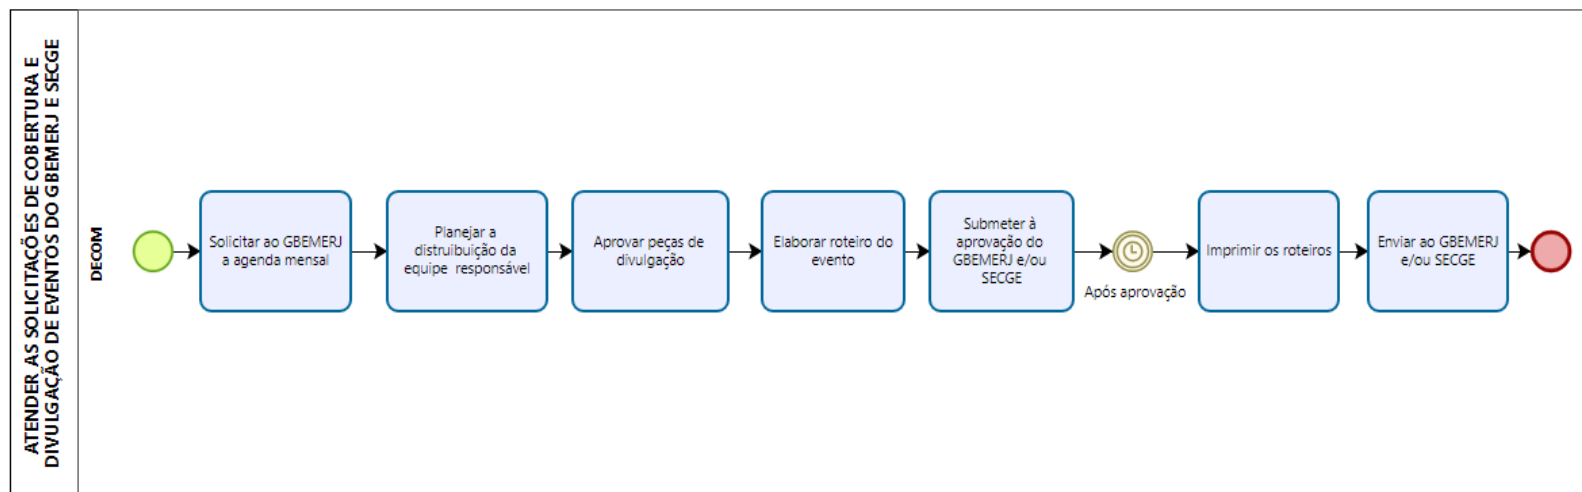 ATENDER AS SOLICITAÇÕES DE COBERTURA E
DIVULGAÇÃO DE EVENTOS DO GBEMERJ E SECGE
DECOM
Solicitar ao GBEMERJ
a agenda mensal
Planejar a
distruibuição da
equipe responsável
Aprovar peças de
divulgação
Elaborar roteiro do
evento
Submeter à
aprovação do
GBEMERJ e/ou
SECGE
Após aprovação
Imprimir os roteiros
Enviar ao GBEMERJ
e/ou SECGE